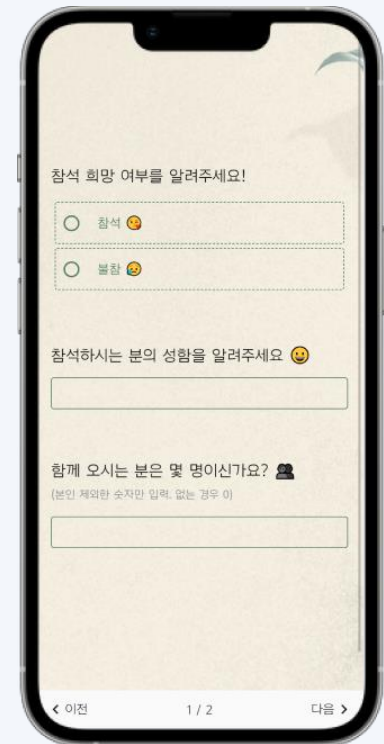 참석 희망 여부를 알려주세요!
참석 😘
불참 😥
참석하시는 분의 성함을 알려주세요 😀
함께 오시는 분은 몇 명이신가요? 👥
(본인 제외한 숫자만 입력. 없는 경우 0)
< 이전 1 / 2 다음 >